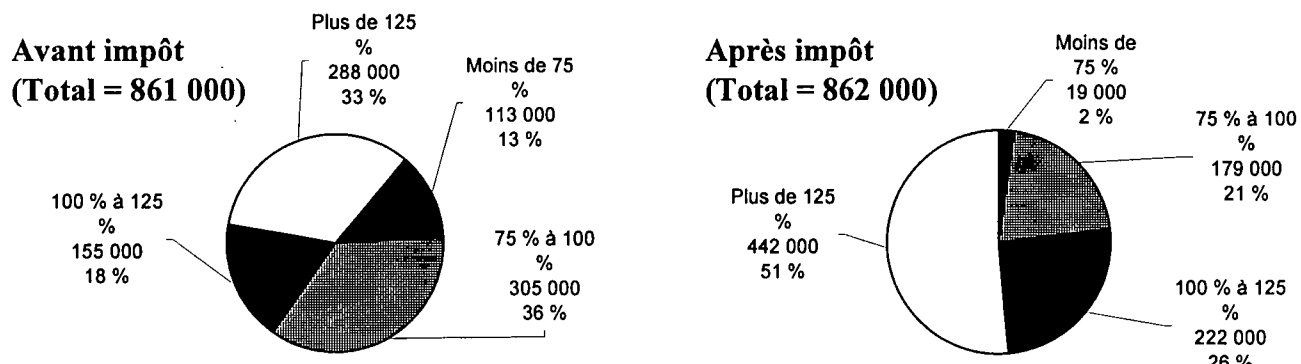 Avant impôt
(Total = 861 000)
Plus de 125
%
288 000
33 %
Moins de 75
%
113 000
13 %
100 % à 125
%
155 000
18 %
75 % à 100
%
305 000
36 %
Après impôt
(Total = 862 000)
Moins de
75 %
19 000
2 %
75 % à 100
%
179 000
21 %
Plus de 125
%
442 000
51 %
100 % à 125
%
222 000
26 %